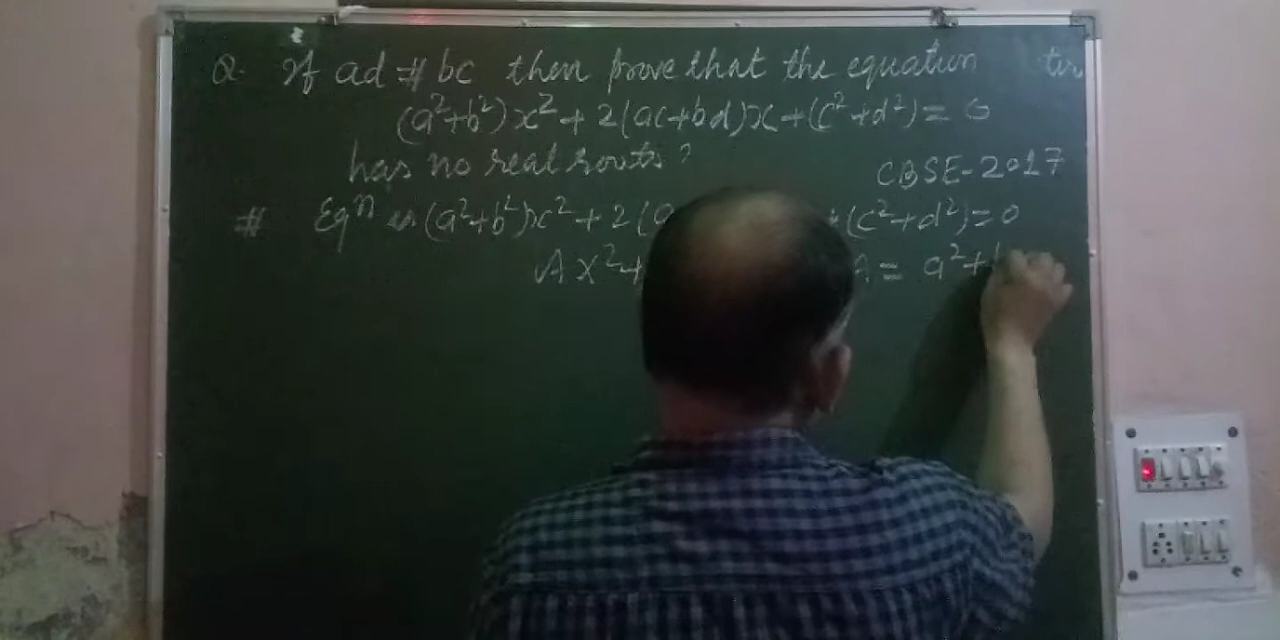 Q. If ad ≠ bc then prove that the equation
(a²+b²)x² + 2(ac+bd)x + (c²+d²) = 0
has no real roots?
CBSE-2017
# Eqⁿ is (a²+b²)x² + 2(a +(c²+d²)=0
Ax²+ A = a²+